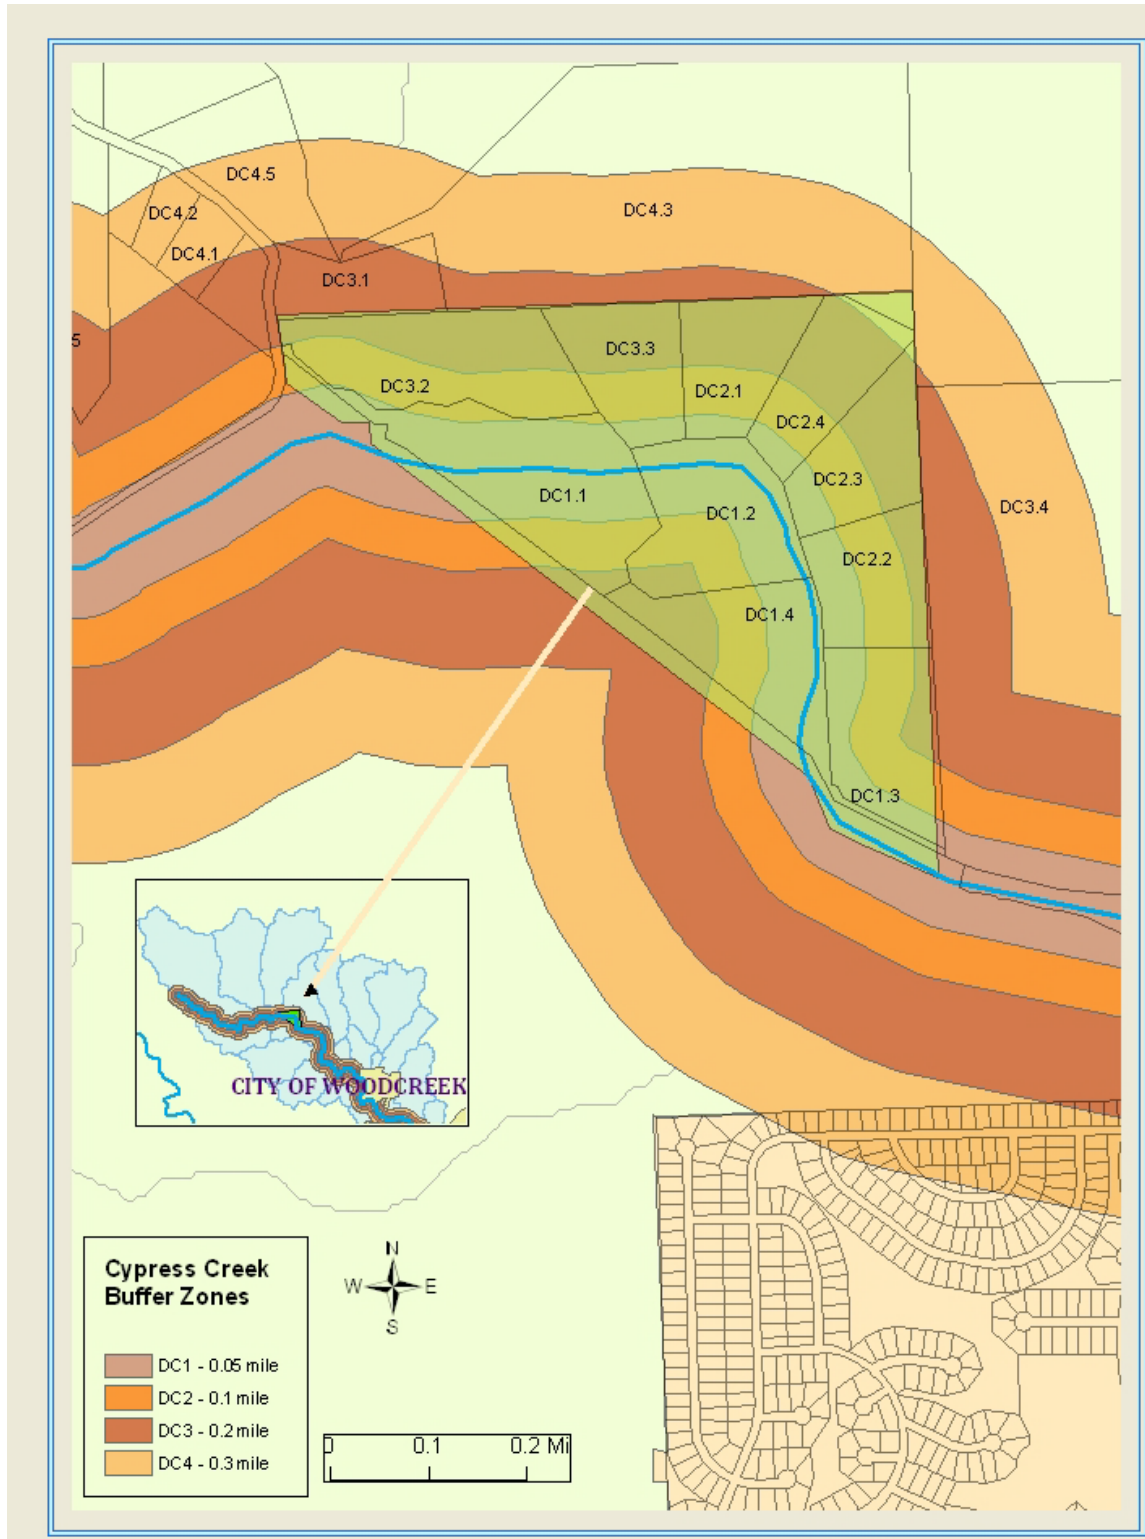 DC4.5
DC4.2
DC4.3
DC4.1
DC3.1
5
DC3.3
DC3.2
DC2.1
DC2.4
DC2.3
DC1.1
DC1.2
DC3.4
DC2.2
DC1.4
DC1.3
CITY OF WOODCREEK
Cypress Creek
Buffer Zones
DC1 - 0.05 mile
DC2 - 0.1 mile
DC3 - 0.2 mile
DC4 - 0.3 mile
N
W E
S
0 0.1 0.2 Mi